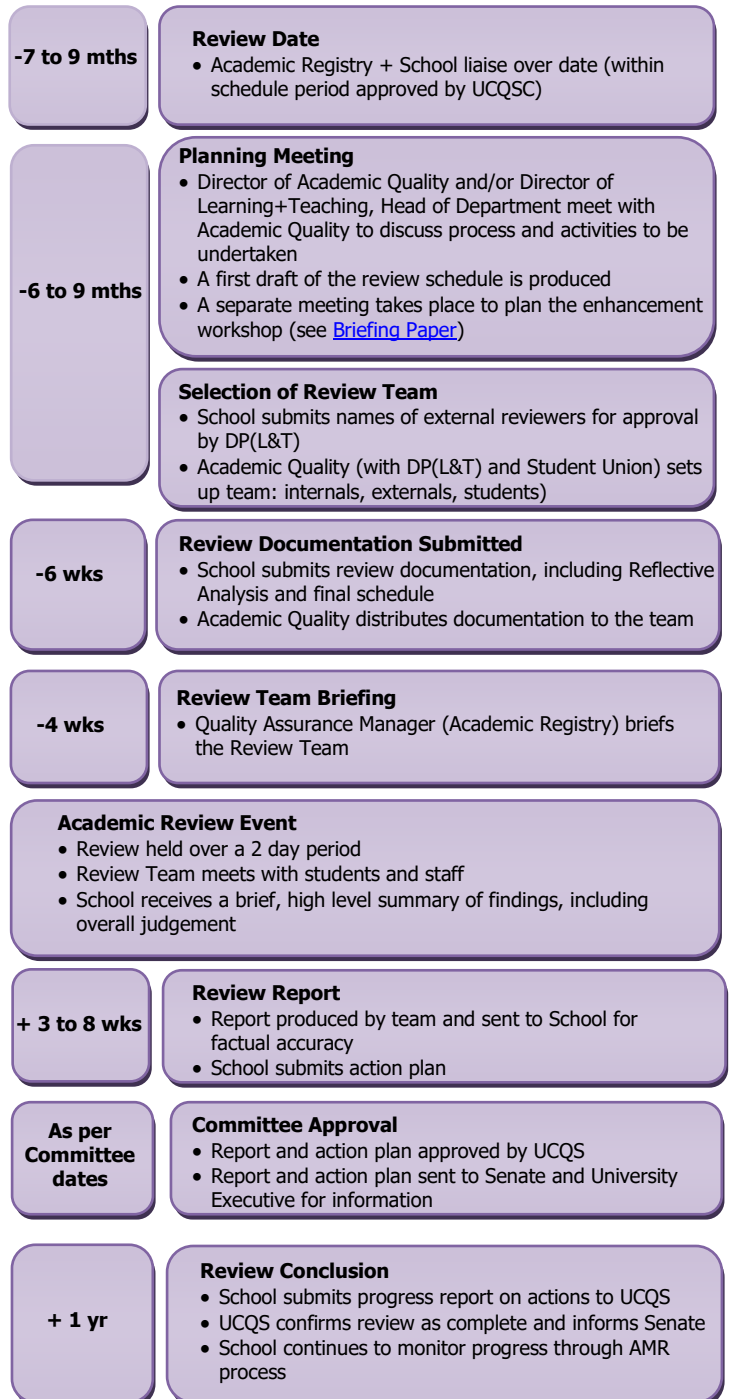 -7 to 9 mths
Review Date
• Academic Registry + School liaise over date (within
schedule period approved by UCQSC)
-6 to 9 mths
Planning Meeting
• Director of Academic Quality and/or Director of
Learning+Teaching, Head of Department meet with
Academic Quality to discuss process and activities to be
undertaken
• A first draft of the review schedule is produced
• A separate meeting takes place to plan the enhancement
workshop (see Briefing Paper)
Selection of Review Team
• School submits names of external reviewers for approval
by DP(L&T)
• Academic Quality (with DP(L&T) and Student Union) sets
up team: internals, externals, students)
-6 wks
Review Documentation Submitted
• School submits review documentation, including Reflective
Analysis and final schedule
• Academic Quality distributes documentation to the team
-4 wks
Review Team Briefing
• Quality Assurance Manager (Academic Registry) briefs
the Review Team
Academic Review Event
• Review held over a 2 day period
• Review Team meets with students and staff
• School receives a brief, high level summary of findings, including
overall judgement
+ 3 to 8 wks
Review Report
• Report produced by team and sent to School for
factual accuracy
• School submits action plan
As per
Committee
dates
Committee Approval
• Report and action plan approved by UCQS
• Report and action plan sent to Senate and University
Executive for information
+ 1 yr
Review Conclusion
• School submits progress report on actions to UCQS
• UCQS confirms review as complete and informs Senate
• School continues to monitor progress through AMR
process